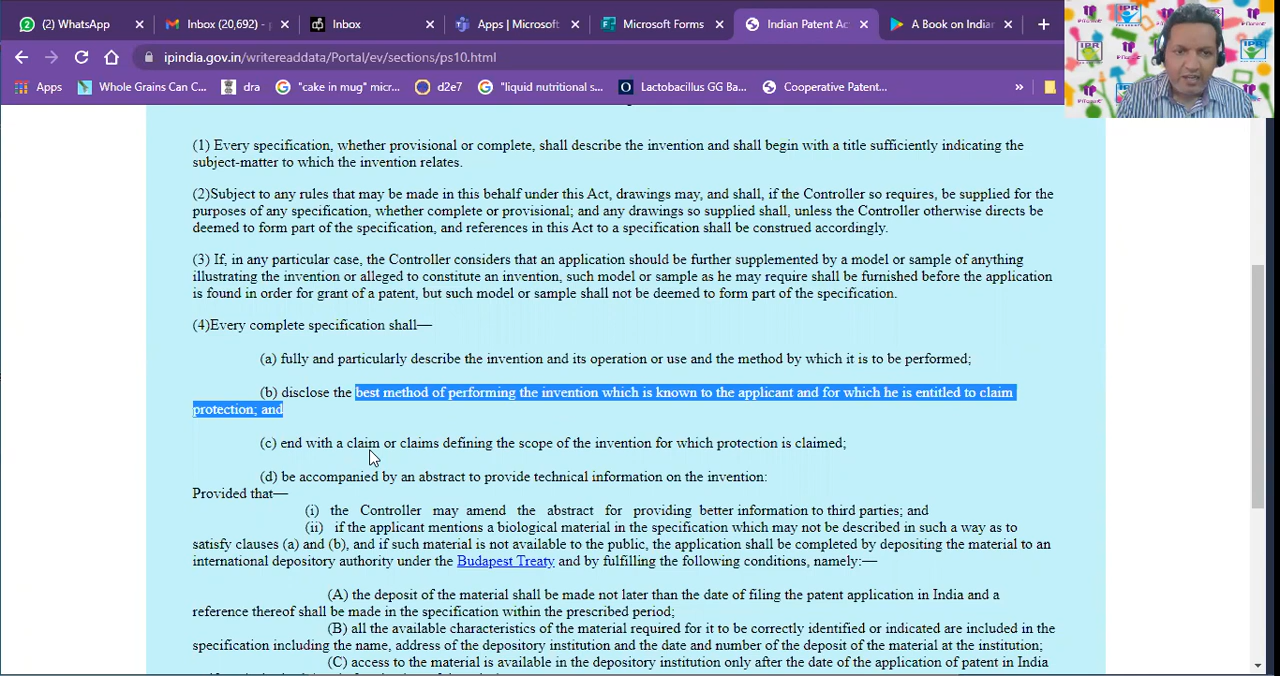 (2) WhatsApp
Inbox (20,692) -
Inbox
Apps | Microsoft
Microsoft Forms
Indian Patent Ac
A Book on Indian
ipindia.gov.in/writereaddata/Portal/ev/sections/ps10.html
Apps
Whole Grains Can C...
dra
"cake in mug" micr...
d2e7
"liquid nutritional s...
Lactobacillus GG Ba...
Cooperative Patent...
»
(1) Every specification, whether provisional or complete, shall describe the invention and shall begin with a title sufficiently indicating the
subject-matter to which the invention relates.
(2)Subject to any rules that may be made in this behalf under this Act, drawings may, and shall, if the Controller so requires, be supplied for the
purposes of any specification, whether complete or provisional; and any drawings so supplied shall, unless the Controller otherwise directs be
deemed to form part of the specification, and references in this Act to a specification shall be construed accordingly.
(3) If, in any particular case, the Controller considers that an application should be further supplemented by a model or sample of anything
illustrating the invention or alleged to constitute an invention, such model or sample as he may require shall be furnished before the application
is found in order for grant of a patent, but such model or sample shall not be deemed to form part of the specification.
(4)Every complete specification shall—
(a) fully and particularly describe the invention and its operation or use and the method by which it is to be performed;
(b) disclose the best method of performing the invention which is known to the applicant and for which he is entitled to claim
protection; and
(c) end with a claim or claims defining the scope of the invention for which protection is claimed;
(d) be accompanied by an abstract to provide technical information on the invention:
Provided that—
(i) the Controller may amend the abstract for providing better information to third parties; and
(ii) if the applicant mentions a biological material in the specification which may not be described in such a way as to
satisfy clauses (a) and (b), and if such material is not available to the public, the application shall be completed by depositing the material to an
international depository authority under the Budapest Treaty and by fulfilling the following conditions, namely:—
(A) the deposit of the material shall be made not later than the date of filing the patent application in India and a
reference thereof shall be made in the specification within the prescribed period;
(B) all the available characteristics of the material required for it to be correctly identified or indicated are included in the
specification including the name, address of the depository institution and the date and number of the deposit of the material at the institution;
(C) access to the material is available in the depository institution only after the date of the application of patent in India